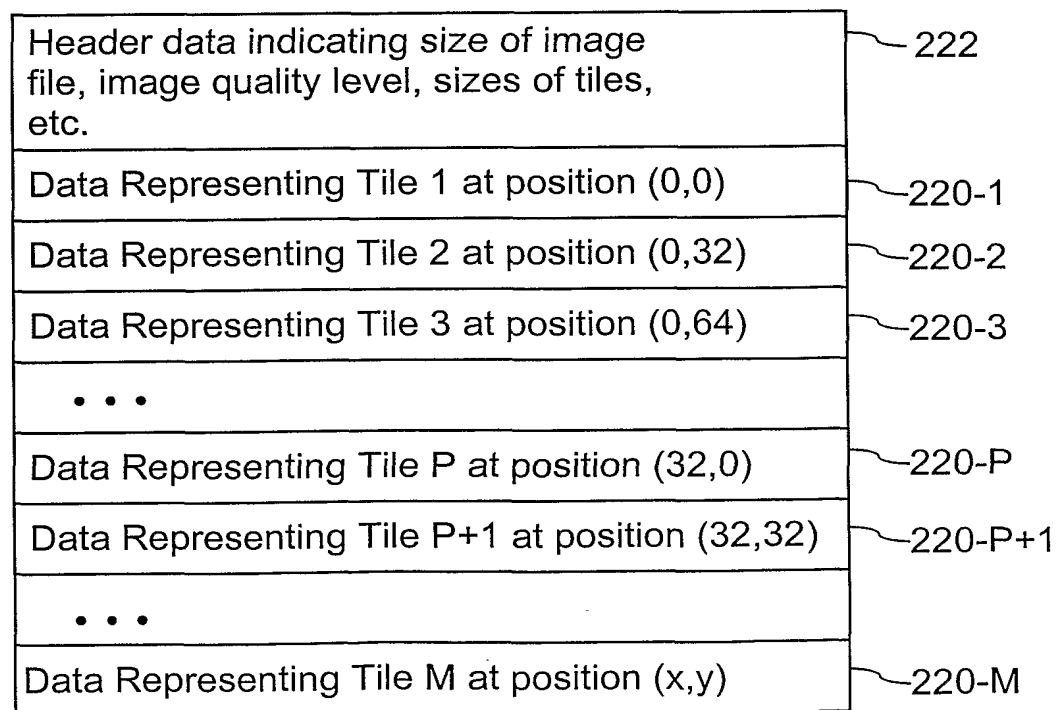 Header data indicating size of image
file, image quality level, sizes of tiles,
etc.
222
Data Representing Tile 1 at position (0,0)
220-1
Data Representing Tile 2 at position (0,32)
220-2
Data Representing Tile 3 at position (0,64)
220-3
• • •
Data Representing Tile P at position (32,0)
220-P
Data Representing Tile P+1 at position (32,32)
220-P+1
• • •
Data Representing Tile M at position (x,y)
220-M